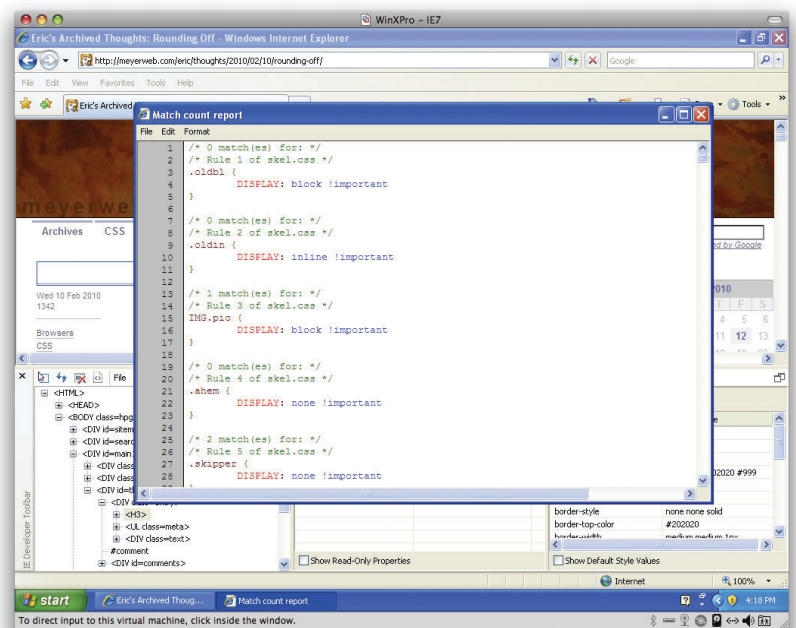 WinXPro – IE7
Eric's Archived Thoughts: Rounding Off - Windows Internet Explorer
http://meyerweb.com/eric/thoughts/2010/02/10/rounding-off/
Google
File Edit View Favorites Tools Help
Eric's Archived
Tools
Match count report
File Edit Format
1 /* 0 match(es) for: */
2 /* Rule 1 of skel.css */
3 .oldbl {
4 DISPLAY: block !important
5 }
6
7 /* 0 match(es) for: */
8 /* Rule 2 of skel.css */
9 .oldin {
10 DISPLAY: inline !important
11 }
12
13 /* 1 match(es) for: */
14 /* Rule 3 of skel.css */
15 IMG.pic {
16 DISPLAY: block !important
17 }
18
19 /* 0 match(es) for: */
20 /* Rule 4 of skel.css */
21 .ahem {
22 DISPLAY: none !important
23 }
24
25 /* 2 match(es) for: */
26 /* Rule 5 of skel.css */
27 .skipper {
28 DISPLAY: none !important
meyerwe
Archives CSS
ed by Google
Wed 10 Feb 2010
1342
Browsers
CSS
2010
T F S
4 5 6
11 12 13
File
<HTML>
<HEAD>
<BODY class=hpg
<DIV id=sitem
<DIV id=searc
<DIV id=main
<DIV class
<DIV class
<DIV id=t
<DIV
<H3>
<UL class=meta>
<DIV class=text>
#comment
<DIV id=comments>
IE Developer Toolbar
Show Read-Only Properties
02020 #999
border-style none none solid
border-top-color #202020
border-width medium medium 1px
Show Default Style Values
Internet
100%
start
Eric's Archived Thoug...
Match count report
4:18 PM
To direct input to this virtual machine, click inside the window.